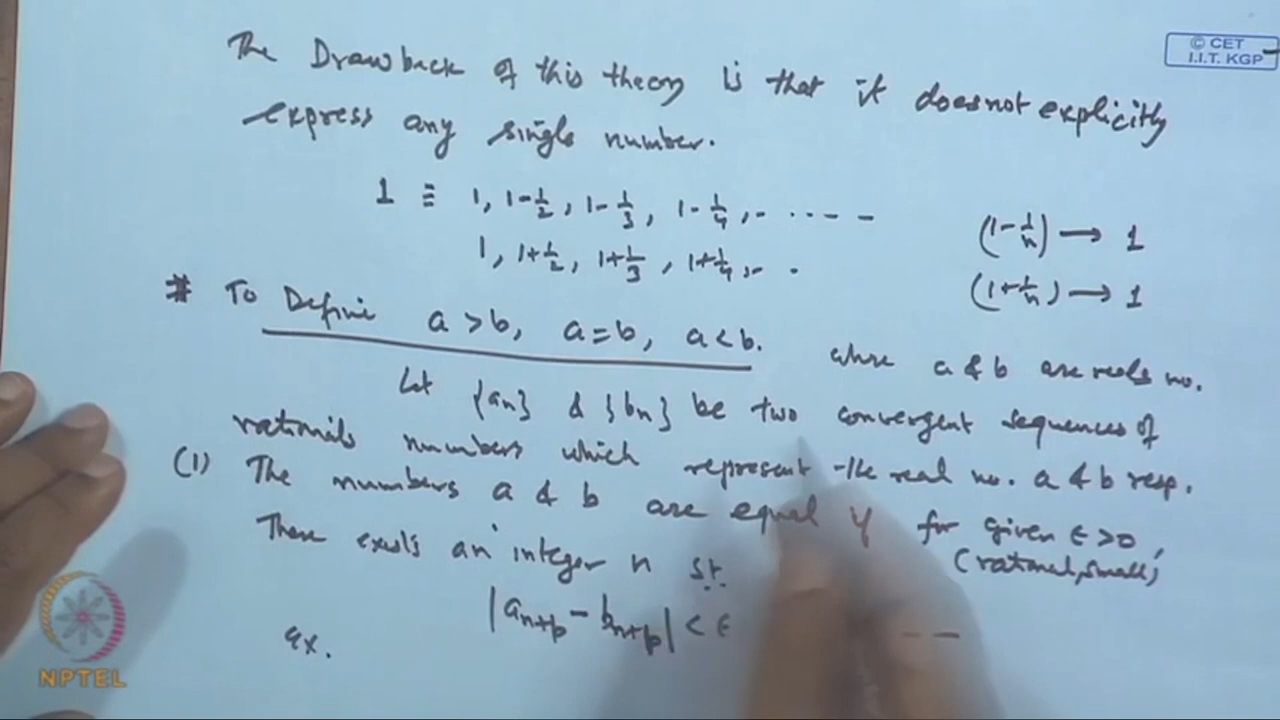 © CET
I.I.T. KGP
The Drawback of this theory is that it does not explicitly
express any single number.
1 ≡ 1, 1-1/2, 1-1/3, 1-1/4, - ----- (1-1/n) → 1
1, 1+1/2, 1+1/3, 1+1/4, - . (1+1/n) → 1
# To Define a > b, a = b, a < b. where a & b are reals no.
Let {an} & {bn} be two convergent sequences of
rationals numbers which represent the real no. a & b resp.
(1) The numbers a & b are equal if for given ε>0,
There exists an integer n st. (rational, small)
|a_{n+p} - b_{n+p}| < ε --
ex.
NPTEL